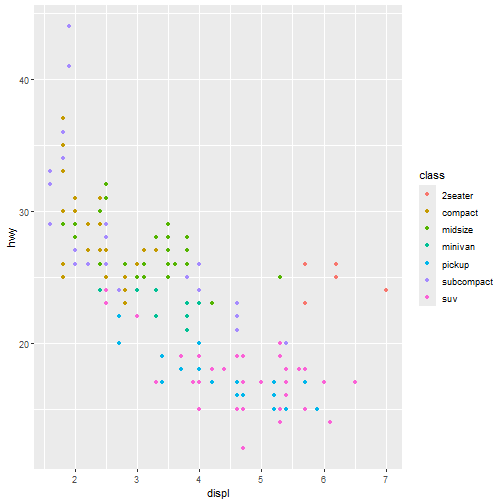 hwy
40
30
20
2
3
4
5
6
7
displ
class
2seater
compact
midsize
minivan
pickup
subcompact
suv